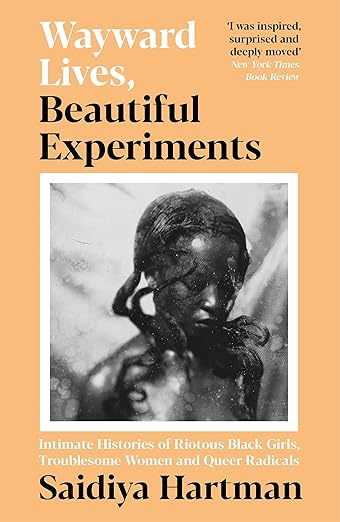 Wayward
Lives,
Beautiful
Experiments
‘I was inspired,
surprised and
deeply moved’
New York Times
Book Review
Intimate Histories of Riotous Black Girls,
Troublesome Women and Queer Radicals
Saidiya Hartman